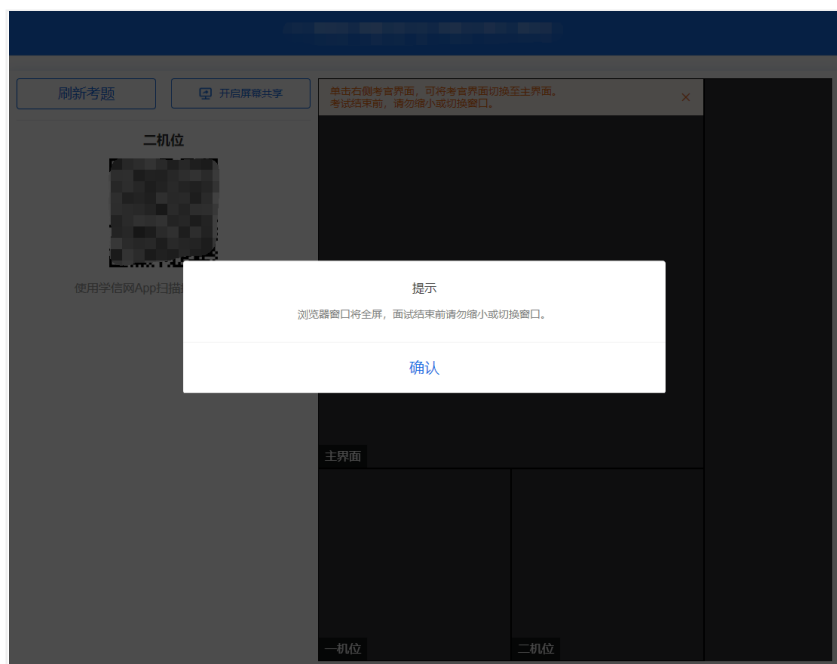 刷新考题
开启屏幕共享
单击右侧考官界面，可将考官界面切换至主界面。
考试结束前，请勿缩小或切换窗口。
二机位
使用学信网App扫描
提示
浏览器窗口将全屏，面试结束前请勿缩小或切换窗口。
确认
主界面
一机位
二机位